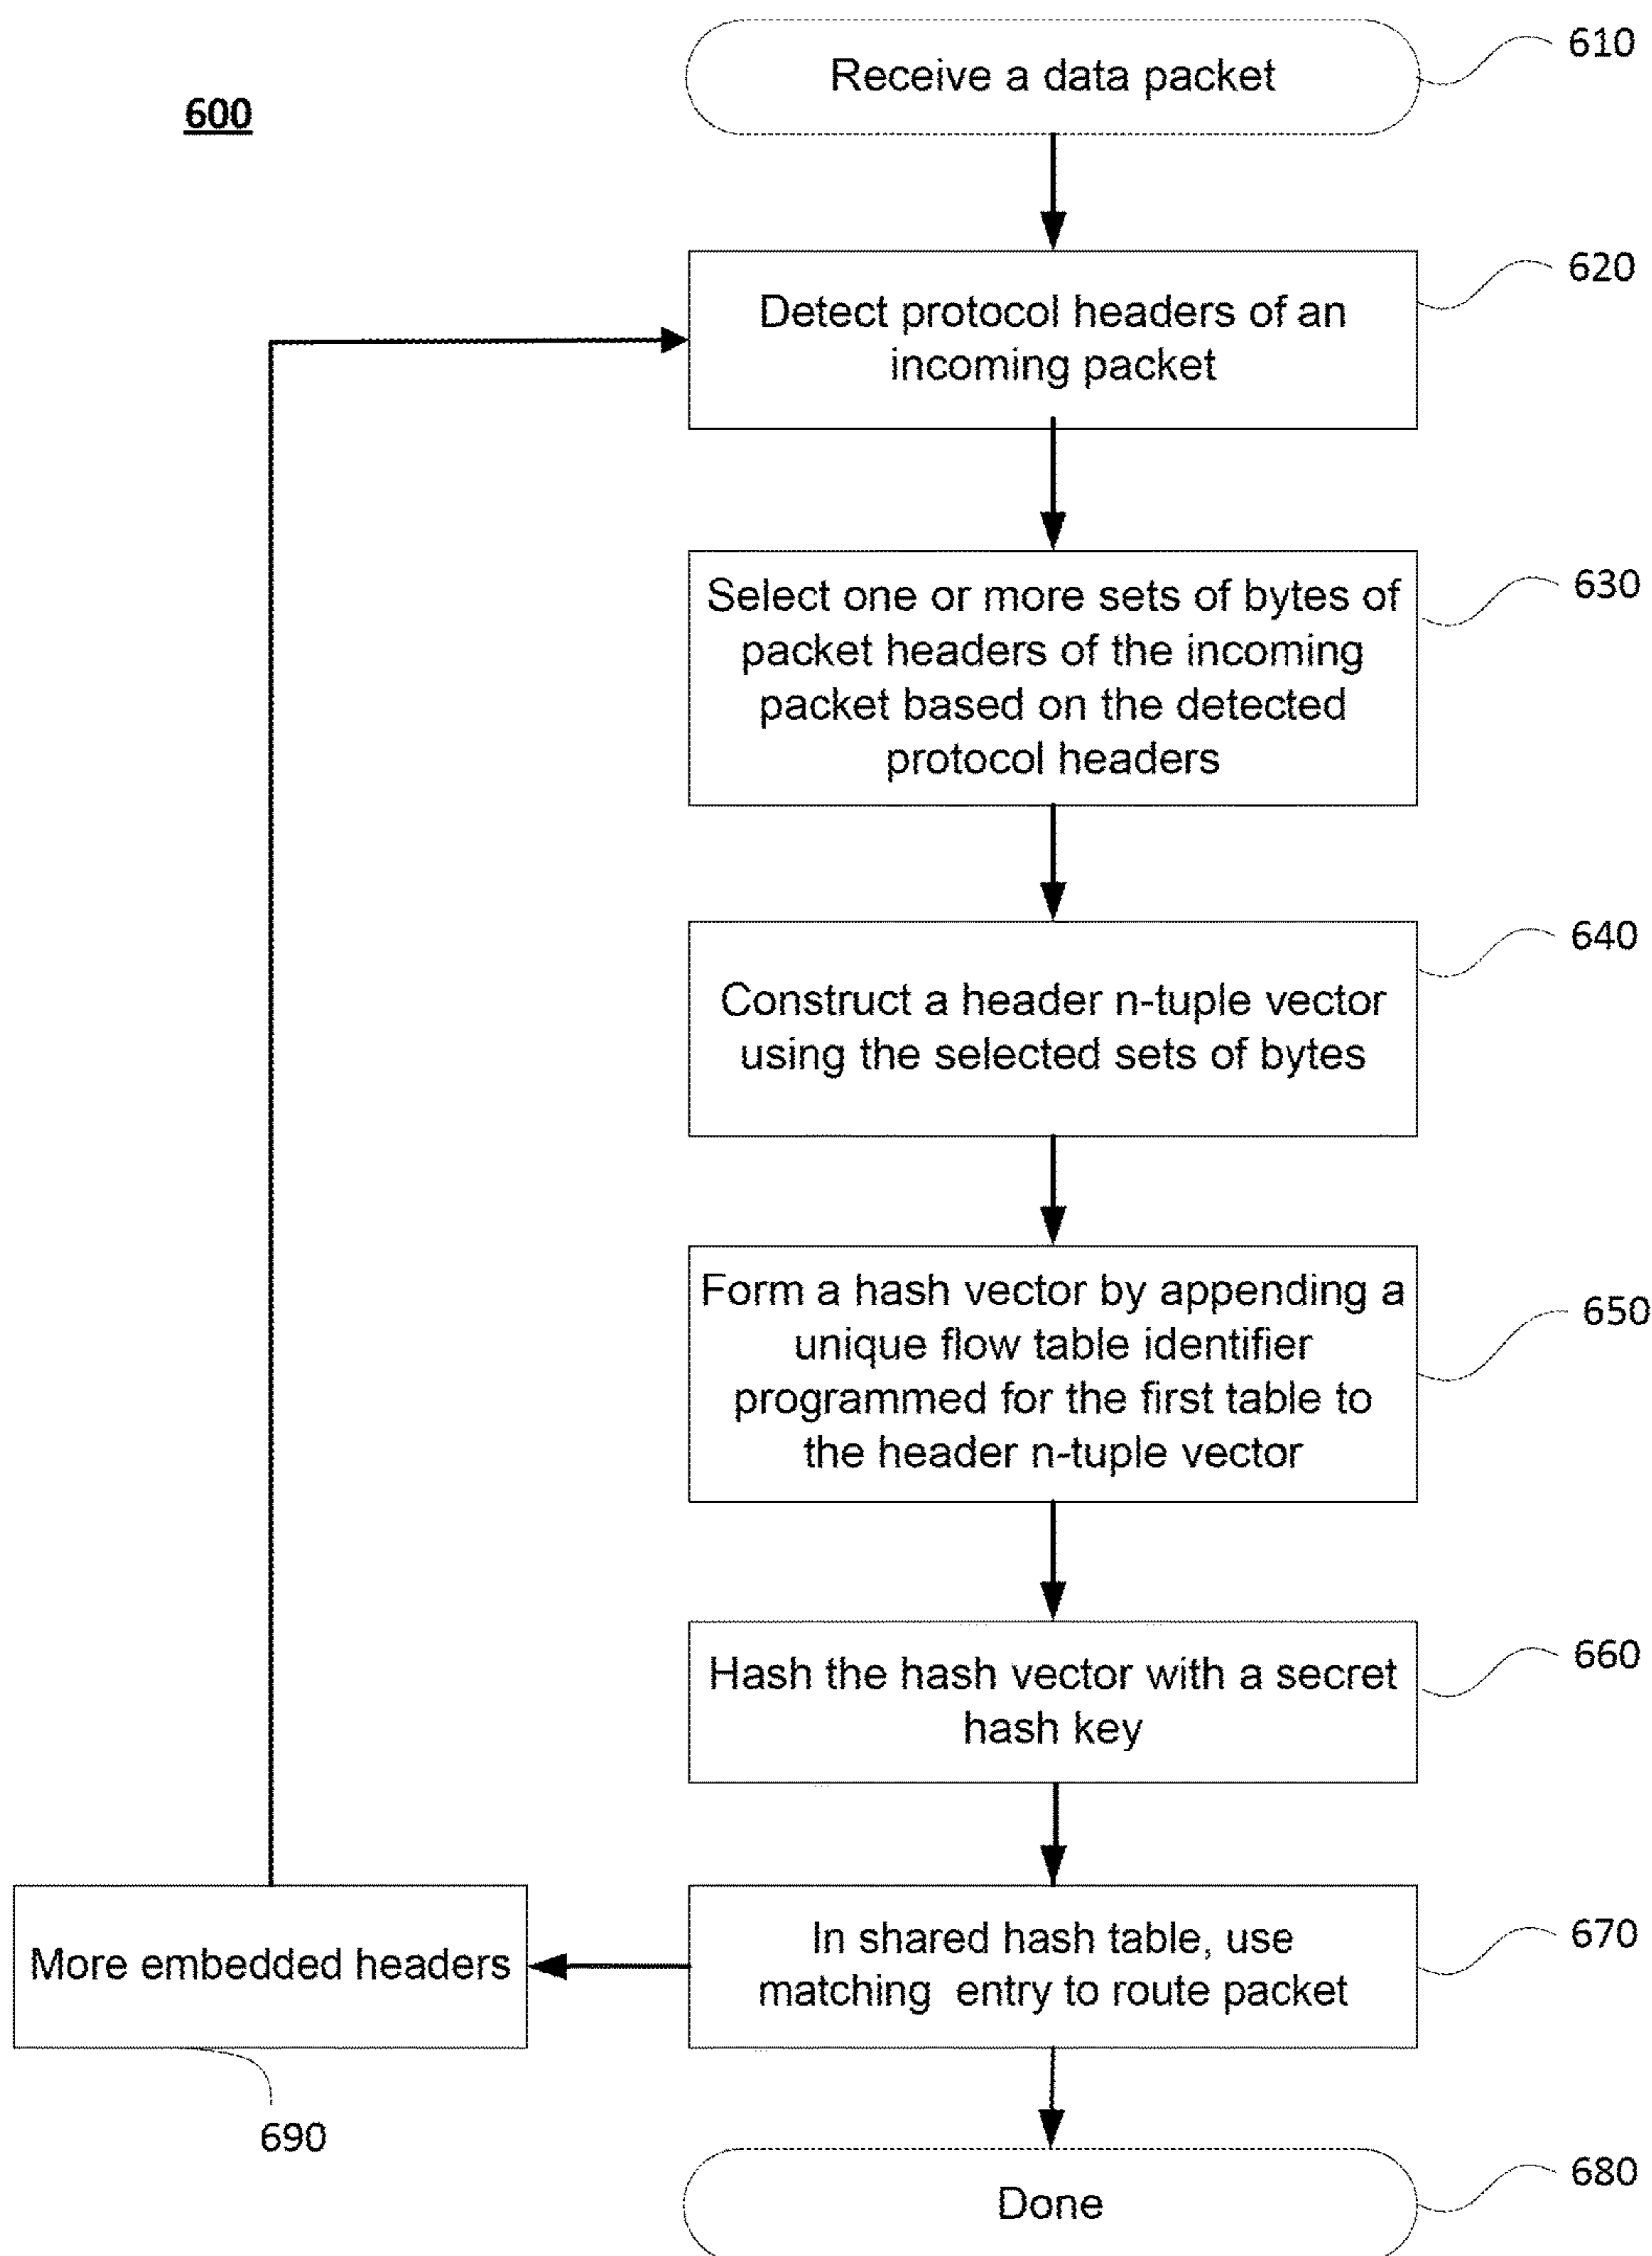 610
Receive a data packet
600
620
Detect protocol headers of an
incoming packet
630
Select one or more sets of bytes of
packet headers of the incoming
packet based on the detected
protocol headers
640
Construct a header n-tuple vector
using the selected sets of bytes
650
Form a hash vector by appending a
unique flow table identifier
programmed for the first table to
the header n-tuple vector
660
Hash the hash vector with a secret
hash key
670
In shared hash table, use
matching entry to route packet
More embedded headers
690
680
Done